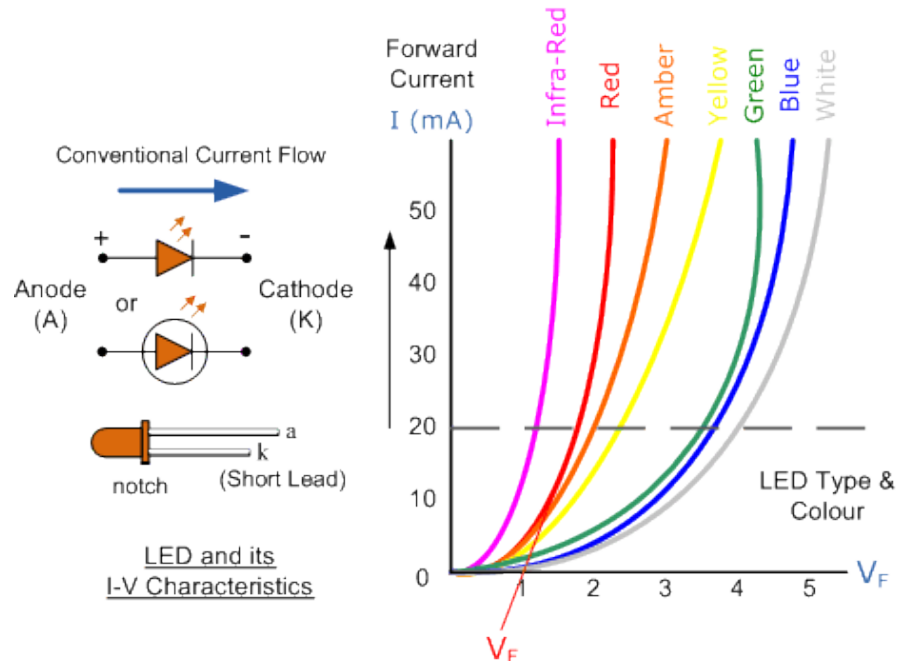 Forward
Current
I (mA)
Infra-Red
Red
Amber
Yellow
Green
Blue
White
Conventional Current Flow
+
-
Anode
(A)
or
Cathode
(K)
a
k
notch
(Short Lead)
LED and its
I-V Characteristics
50
40
30
20
10
0
1
2
3
4
5
LED Type &
Colour
V_F
V_F